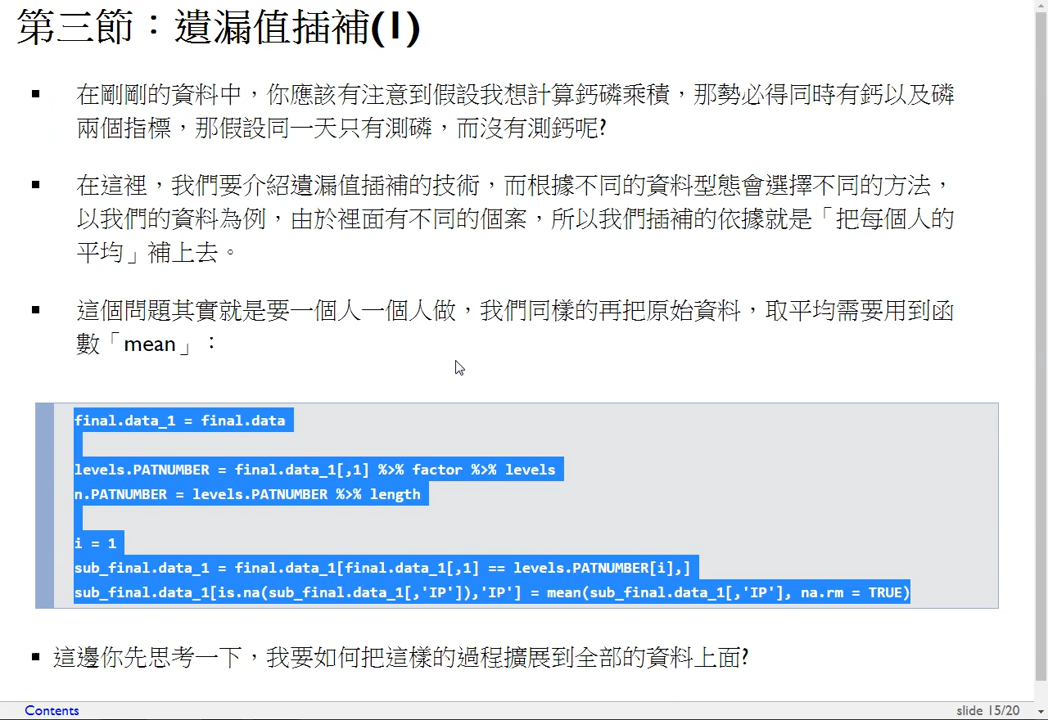 第三節：遺漏值插補(1)
▪ 在剛剛的資料中，你應該有注意到假設我想計算鈣磷乘積，那勢必得同時有鈣以及磷
兩個指標，那假設同一天只有測磷，而沒有測鈣呢?
▪ 在這裡，我們要介紹遺漏值插補的技術，而根據不同的資料型態會選擇不同的方法，
以我們的資料為例，由於裡面有不同的個案，所以我們插補的依據就是「把每個人的
平均」補上去。
▪ 這個問題其實就是要一個人一個人做，我們同樣的再把原始資料，取平均需要用到函
數「mean」：
final.data_1 = final.data
levels.PATNUMBER = final.data_1[,1] %>% factor %>% levels
n.PATNUMBER = levels.PATNUMBER %>% length
i = 1
sub_final.data_1 = final.data_1[final.data_1[,1] == levels.PATNUMBER[i],]
sub_final.data_1[is.na(sub_final.data_1[,'IP']),'IP'] = mean(sub_final.data_1[,'IP'], na.rm = TRUE)
▪ 這邊你先思考一下，我要如何把這樣的過程擴展到全部的資料上面?
Contents
slide 15/20